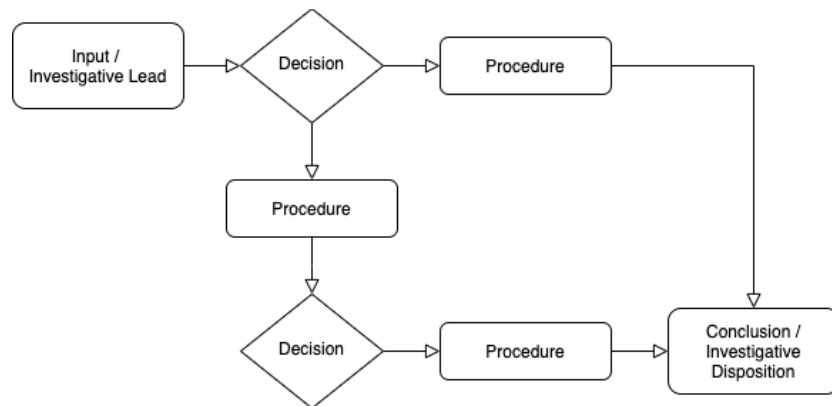 Input /
Investigative Lead
Decision
Procedure
Procedure
Decision
Procedure
Conclusion /
Investigative
Disposition